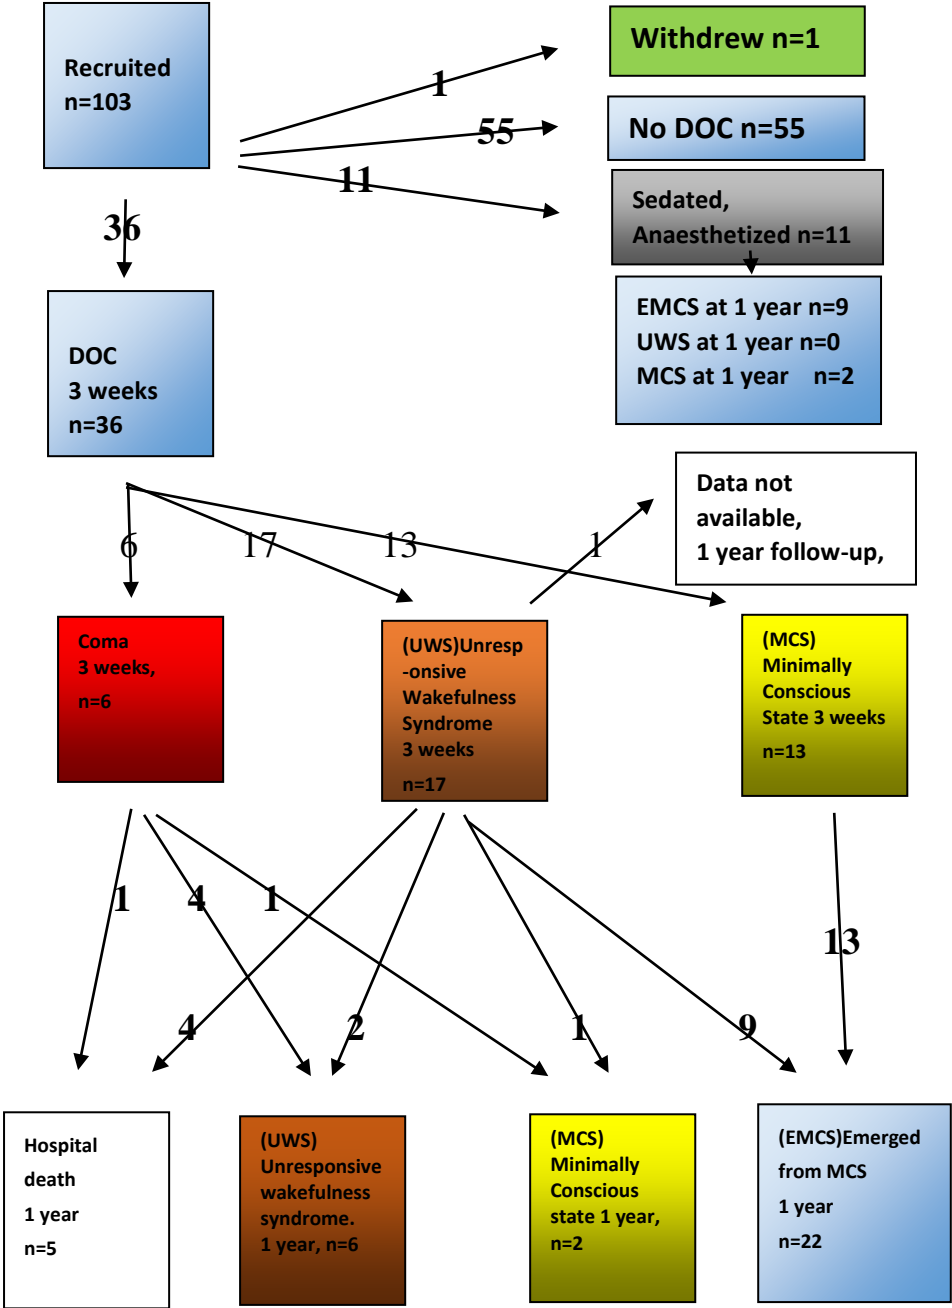 Recruited
n=103
Withdrew n=1
1
55
No DOC n=55
11
Sedated,
Anaesthetized n=11
36
EMCS at 1 year n=9
UWS at 1 year n=0
MCS at 1 year n=2
DOC
3 weeks
n=36
Data not
available,
1 year follow-up,
6
17
13
1
Coma
3 weeks,
n=6
(UWS)Unresp
-onsive
Wakefulness
Syndrome
3 weeks
n=17
(MCS)
Minimally
Conscious
State 3 weeks
n=13
1
4
1
13
4
2
1
9
Hospital
death
1 year
n=5
(UWS)
Unresponsive
wakefulness
syndrome.
1 year, n=6
(MCS)
Minimally
Conscious
state 1 year,
n=2
(EMCS)Emerged
from MCS
1 year
n=22